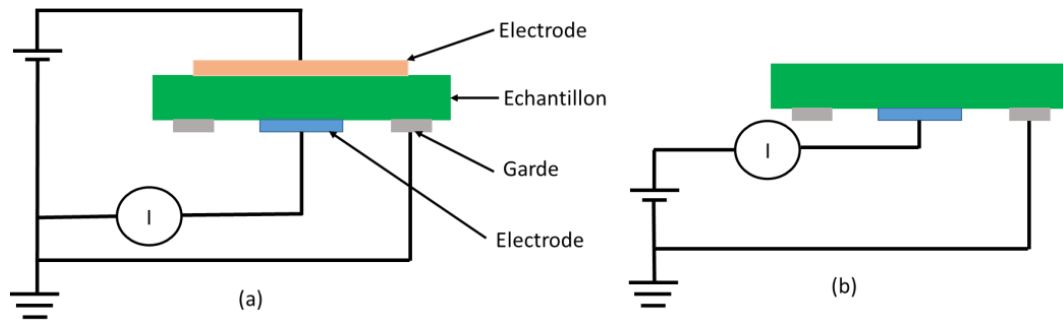 Electrode
Echantillon
Garde
Electrode
I
(a)
I
(b)